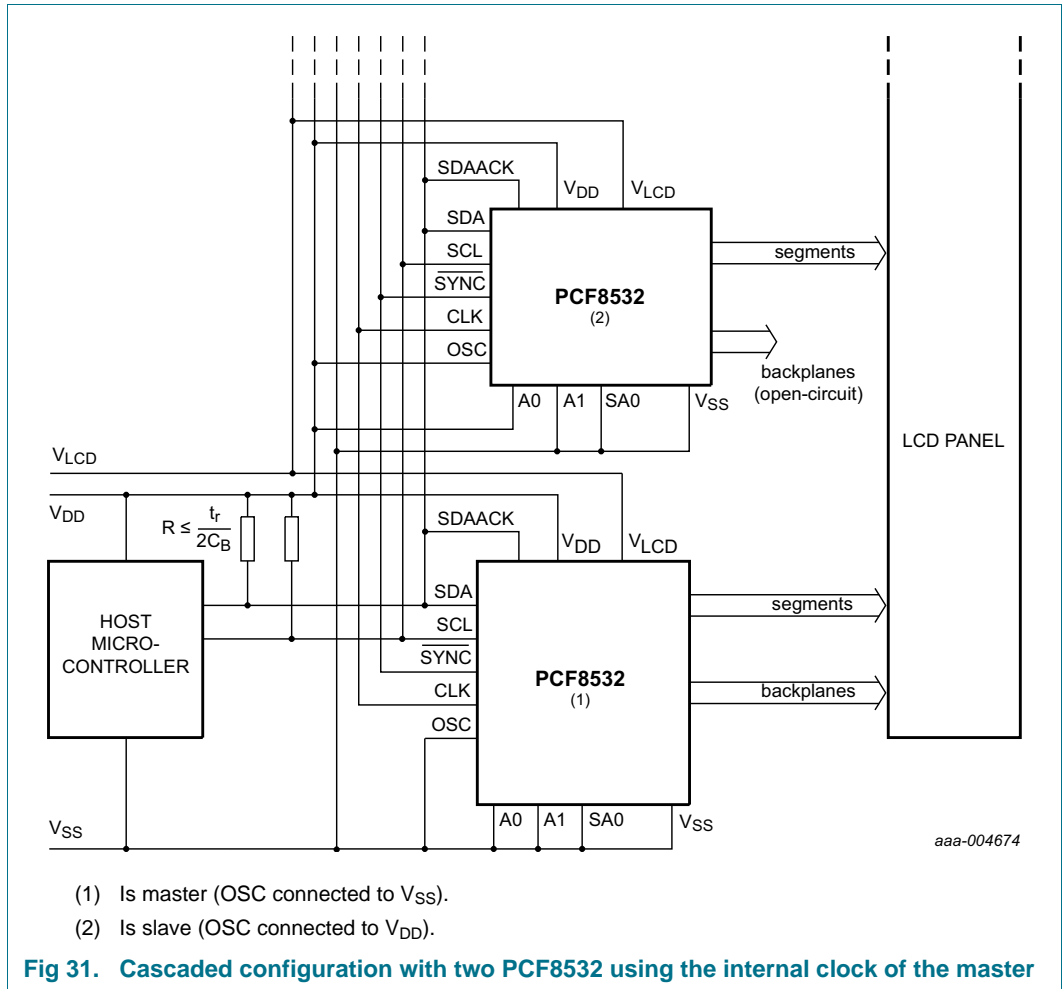 SDAACK
VDD
VLCD
SDA
SCL
SYNC
CLK
OSC
PCF8532
(2)
segments
backplanes
(open-circuit)
A0 A1 SA0 VSS
LCD PANEL
VLCD
VDD
R ≤ tr
2CB
SDAACK
VDD
VLCD
HOST
MICRO-
CONTROLLER
SDA
SCL
SYNC
CLK
OSC
PCF8532
(1)
segments
backplanes
A0 A1 SA0 VSS
VSS
aaa-004674
(1) Is master (OSC connected to VSS).
(2) Is slave (OSC connected to VDD).
Fig 31. Cascaded configuration with two PCF8532 using the internal clock of the master